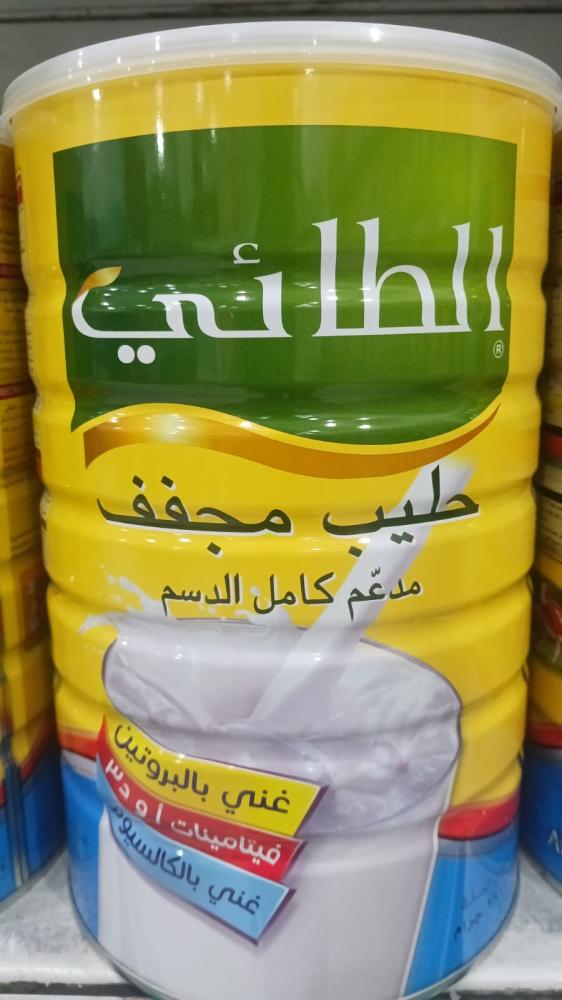 الطائي
®
حليب مجفف
مدعّم كامل الدسم
غني بالبروتين
فيتامينات أ و د٣
غني بالكالسيوم